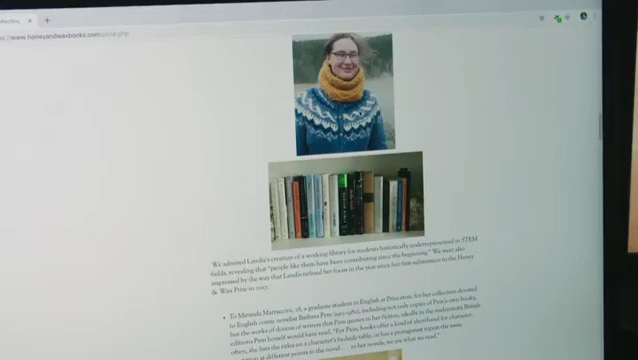 www.honeyandwaxbooks.com/prize.php
We admired Landis's creation of a working library for students historically underrepresented in STEM
fields, revealing that "people like them have been contributing since the beginning." We were also
impressed by the way that Landis refined her focus in the year since her first submission to the Honey
& Wax Prize in 2017.
• To Miranda Marraccini, 28, a graduate student in English at Princeton, for her collection devoted
to English comic novelist Barbara Pym (1913-1980), including not only copies of Pym's own books,
but the works of dozens of writers that Pym quotes in her fiction, ideally in the midcentury British
editions Pym herself would have read. "For Pym, books offer a kind of shorthand for character;
often, she lists the titles on a character's bedside table, or has a protagonist repeat the same
at different points in the novel . . . in her novels, we are what we read."